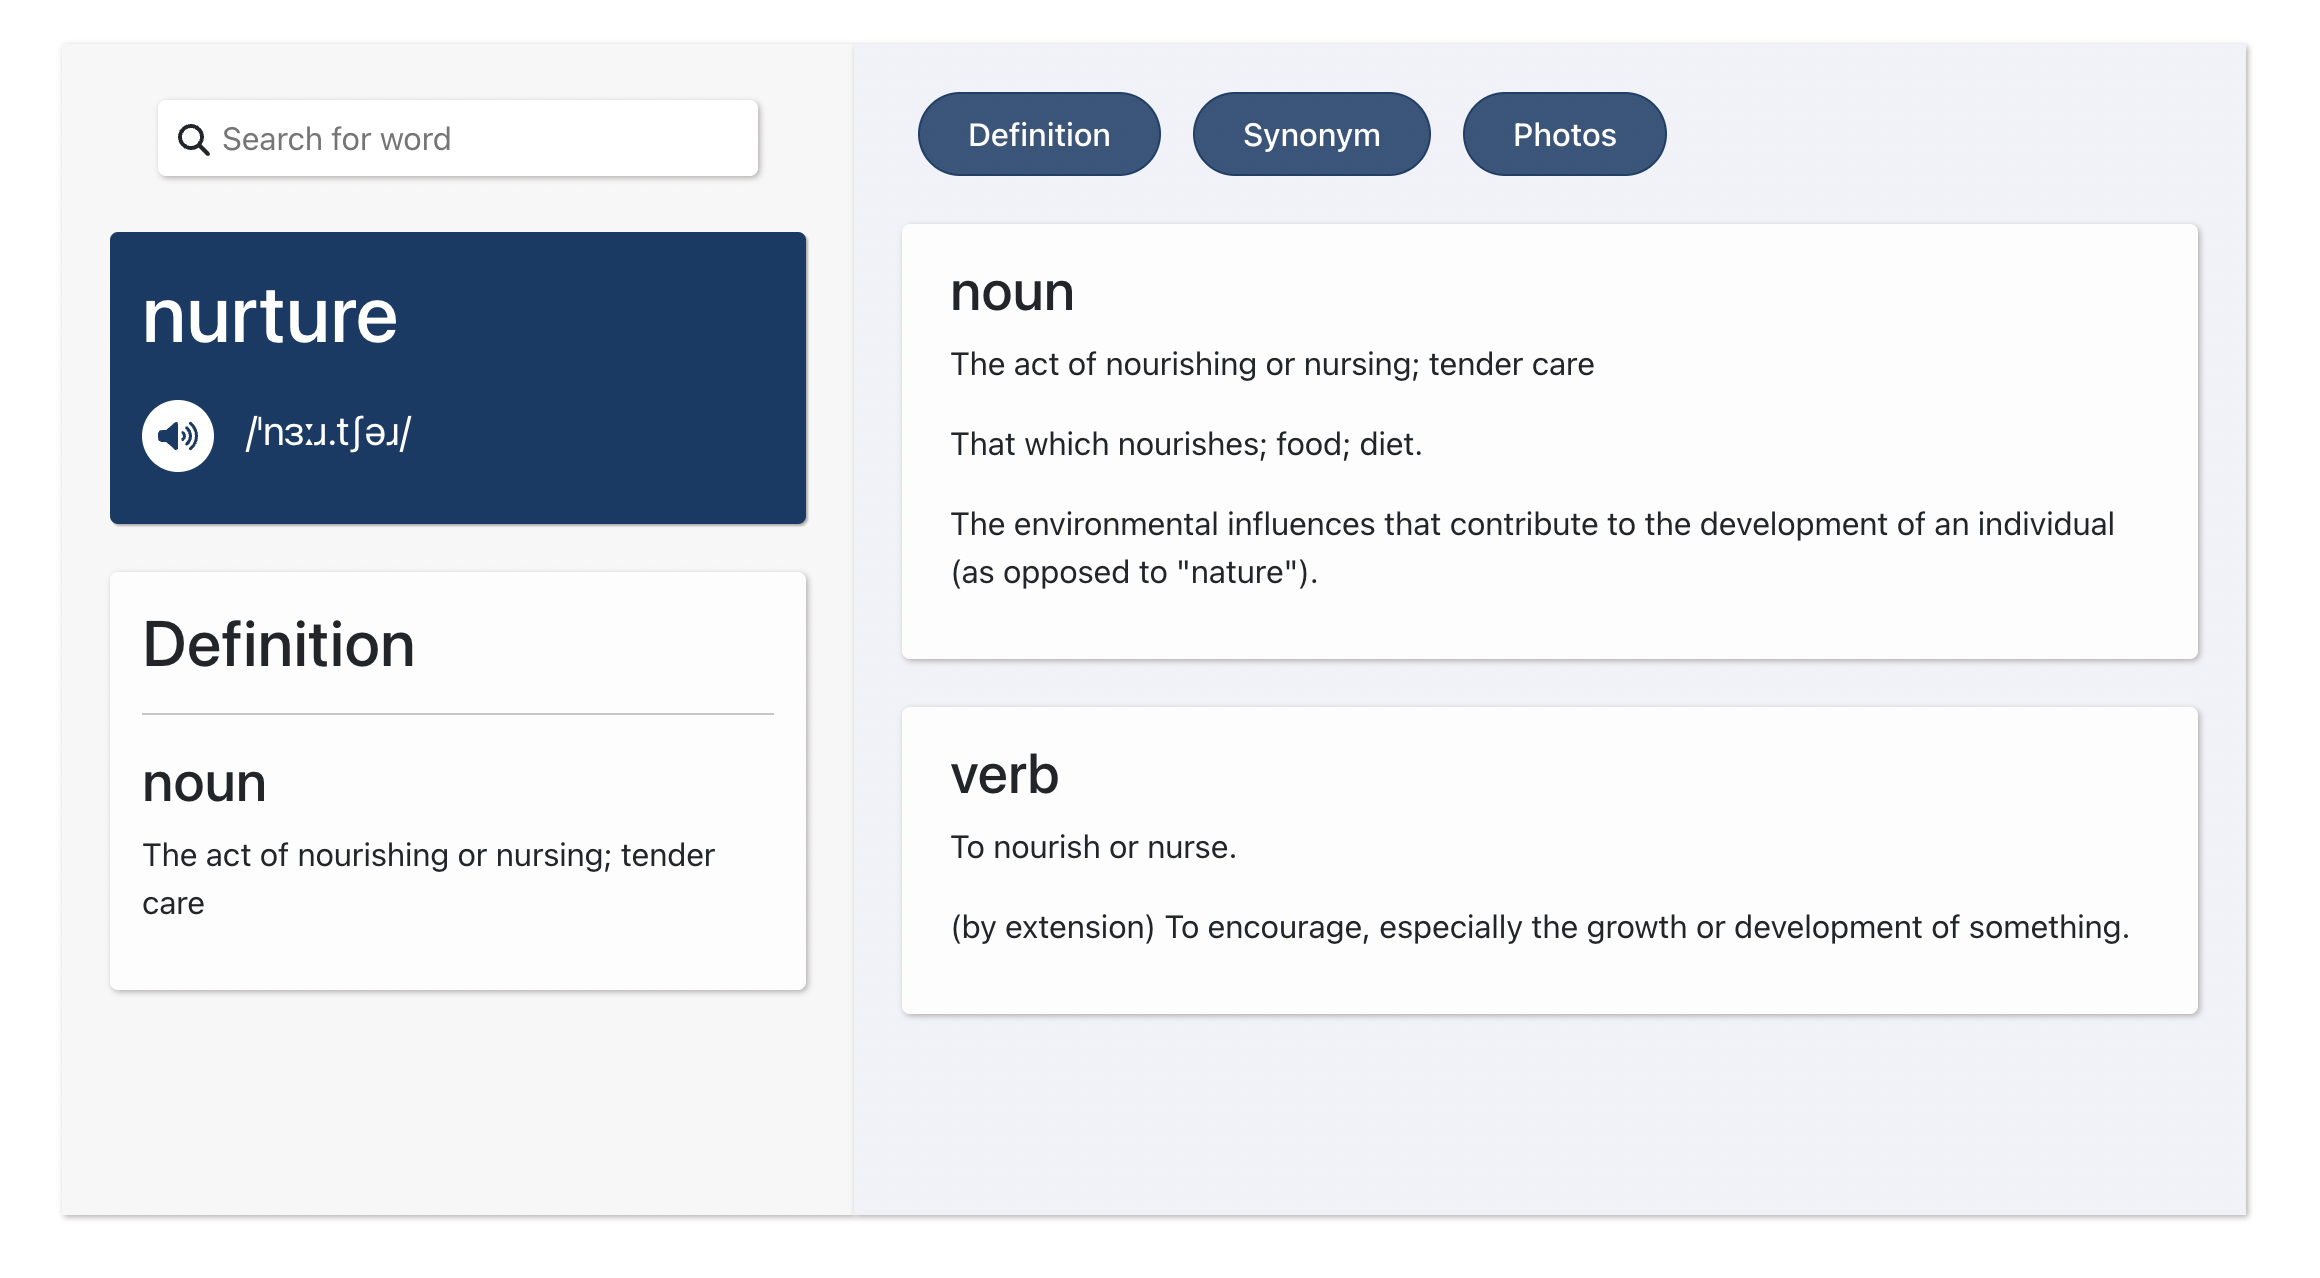 Search for word
nurture
/ˈnɜːɹ.tʃəɹ/
Definition
noun
The act of nourishing or nursing; tender
care
Definition
Synonym
Photos
noun
The act of nourishing or nursing; tender care
That which nourishes; food; diet.
The environmental influences that contribute to the development of an individual
(as opposed to "nature").
verb
To nourish or nurse.
(by extension) To encourage, especially the growth or development of something.